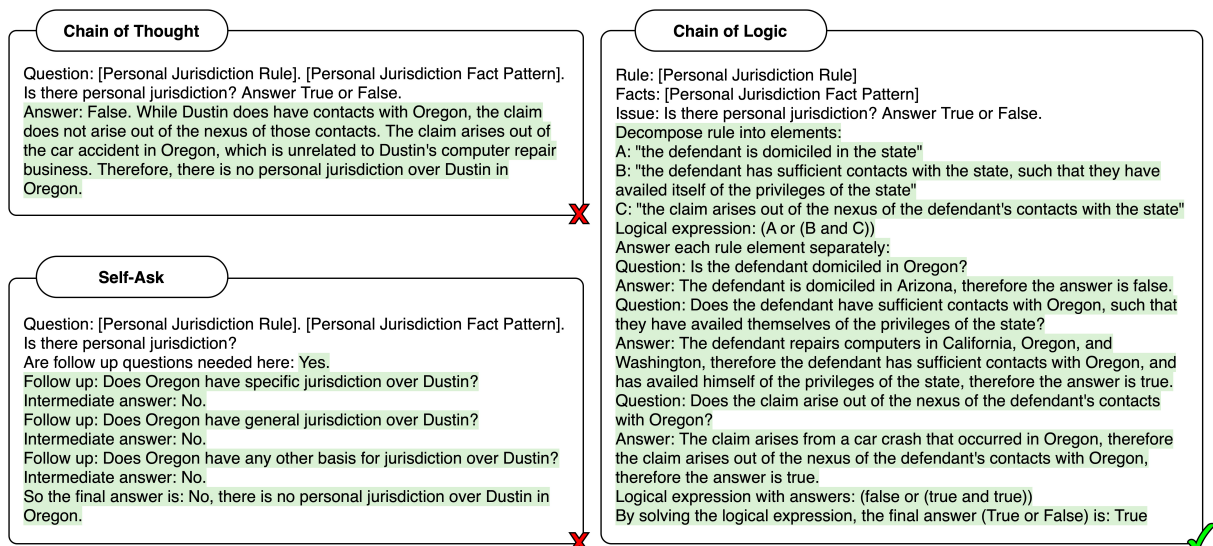 Chain of Thought
Question: [Personal Jurisdiction Rule]. [Personal Jurisdiction Fact Pattern].
Is there personal jurisdiction? Answer True or False.
Answer: False. While Dustin does have contacts with Oregon, the claim
does not arise out of the nexus of those contacts. The claim arises out of
the car accident in Oregon, which is unrelated to Dustin's computer repair
business. Therefore, there is no personal jurisdiction over Dustin in
Oregon.
X
Self-Ask
Question: [Personal Jurisdiction Rule]. [Personal Jurisdiction Fact Pattern].
Is there personal jurisdiction?
Are follow up questions needed here: Yes.
Follow up: Does Oregon have specific jurisdiction over Dustin?
Intermediate answer: No.
Follow up: Does Oregon have general jurisdiction over Dustin?
Intermediate answer: No.
Follow up: Does Oregon have any other basis for jurisdiction over Dustin?
Intermediate answer: No.
So the final answer is: No, there is no personal jurisdiction over Dustin in
Oregon.
X
Chain of Logic
Rule: [Personal Jurisdiction Rule]
Facts: [Personal Jurisdiction Fact Pattern]
Issue: Is there personal jurisdiction? Answer True or False.
Decompose rule into elements:
A: "the defendant is domiciled in the state"
B: "the defendant has sufficient contacts with the state, such that they have
availed itself of the privileges of the state"
C: "the claim arises out of the nexus of the defendant's contacts with the state"
Logical expression: (A or (B and C))
Answer each rule element separately:
Question: Is the defendant domiciled in Oregon?
Answer: The defendant is domiciled in Arizona, therefore the answer is false.
Question: Does the defendant have sufficient contacts with Oregon, such that
they have availed themselves of the privileges of the state?
Answer: The defendant repairs computers in California, Oregon, and
Washington, therefore the defendant has sufficient contacts with Oregon, and
has availed himself of the privileges of the state, therefore the answer is true.
Question: Does the claim arise out of the nexus of the defendant's contacts
with Oregon?
Answer: The claim arises from a car crash that occurred in Oregon, therefore
the claim arises out of the nexus of the defendant's contacts with Oregon,
therefore the answer is true.
Logical expression with answers: (false or (true and true))
By solving the logical expression, the final answer (True or False) is: True